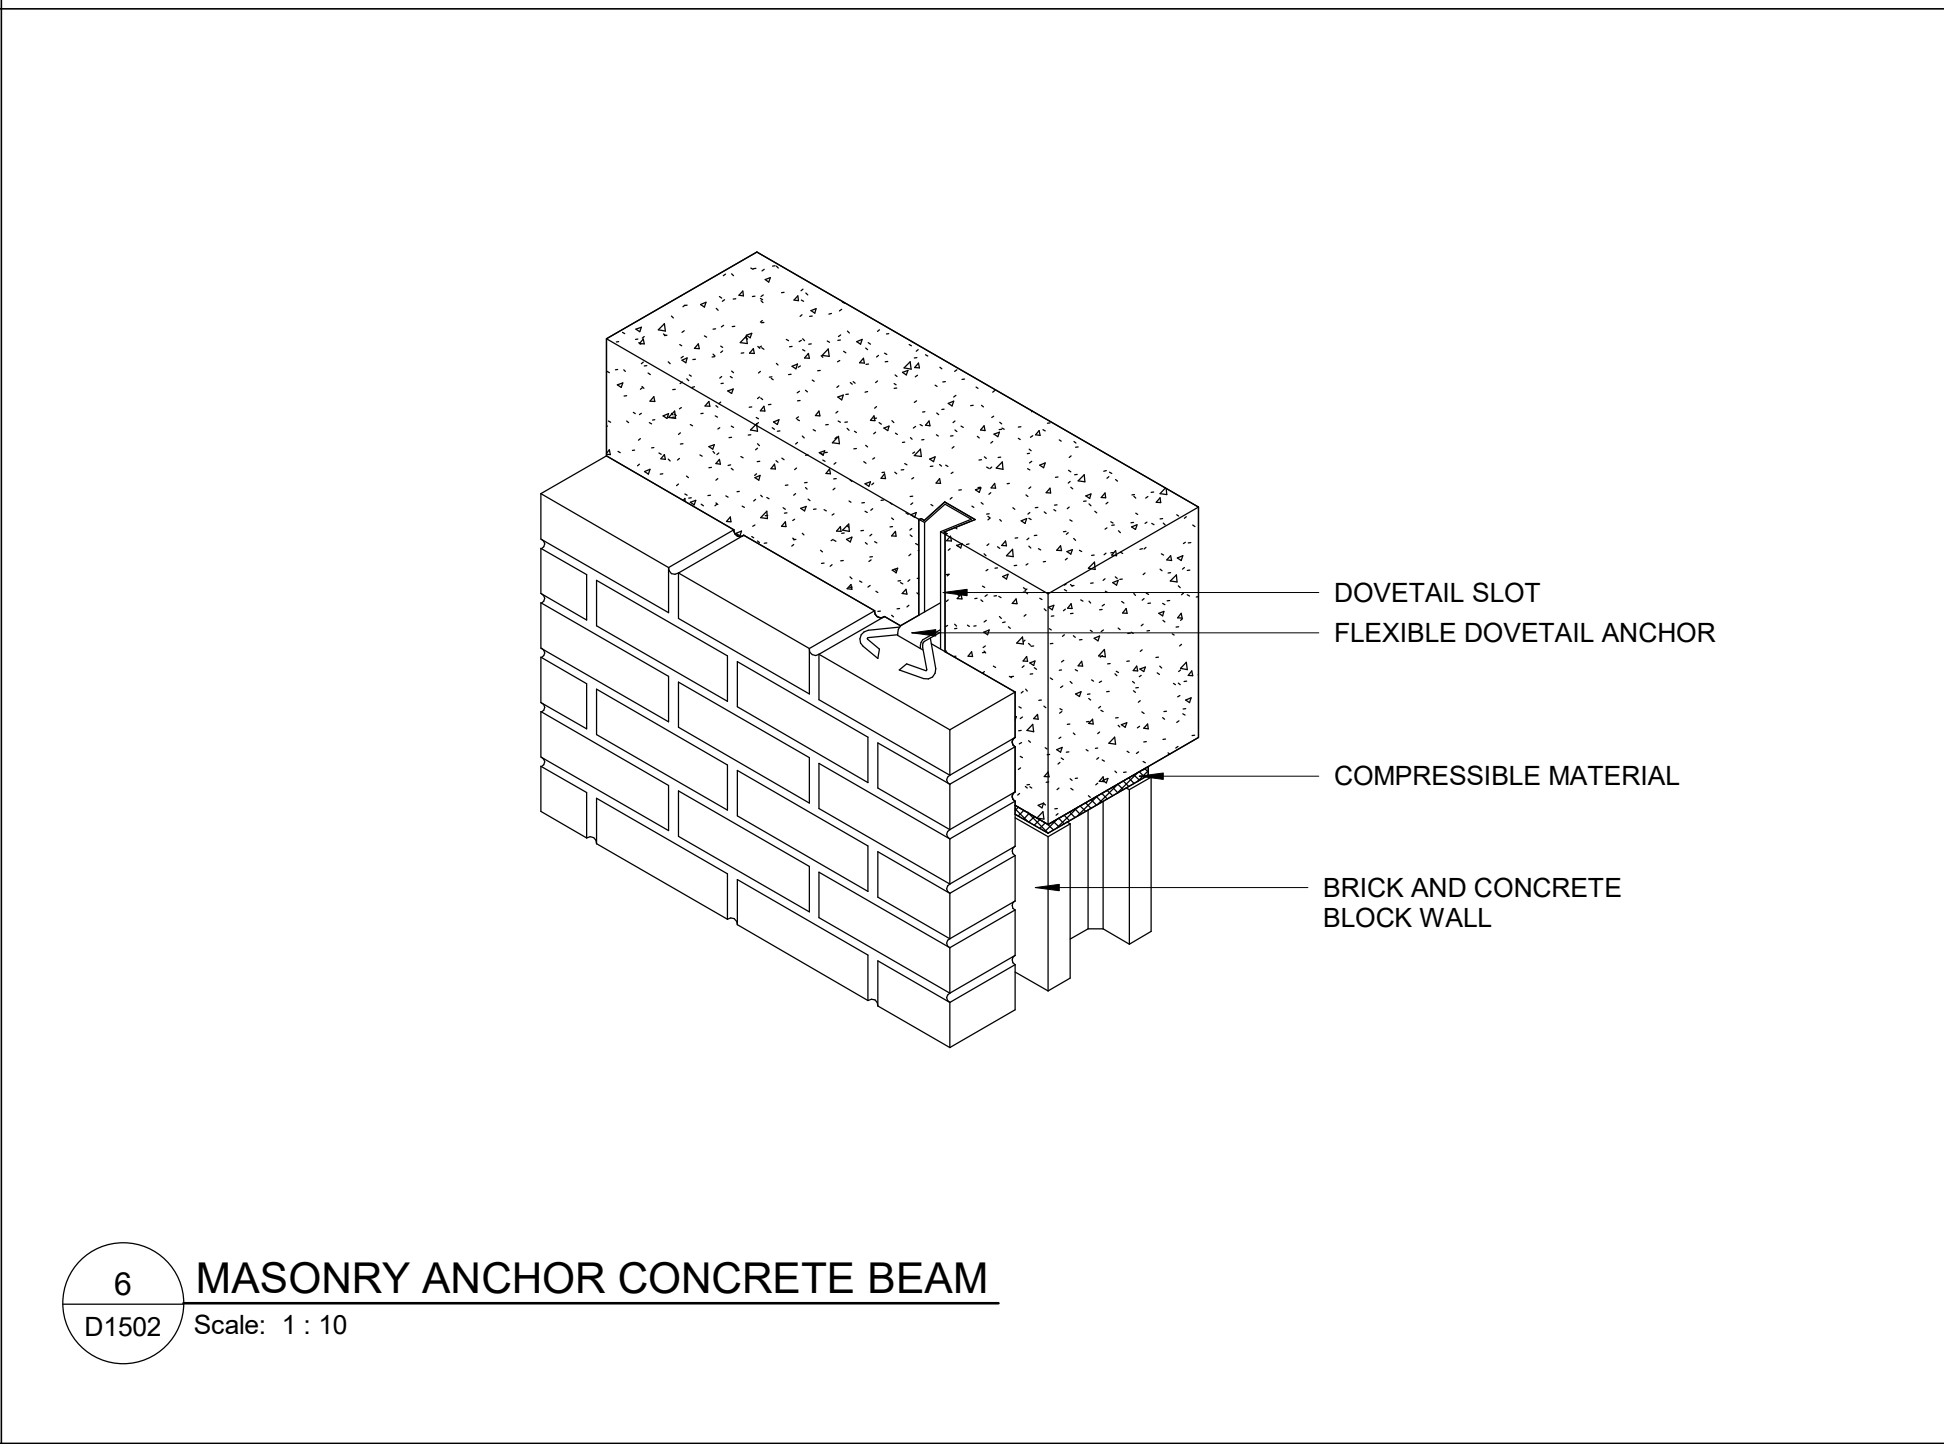 DOVETAIL SLOT
FLEXIBLE DOVETAIL ANCHOR
COMPRESSIBLE MATERIAL
BRICK AND CONCRETE
BLOCK WALL
6
MASONRY ANCHOR CONCRETE BEAM
D1502
Scale: 1 : 10